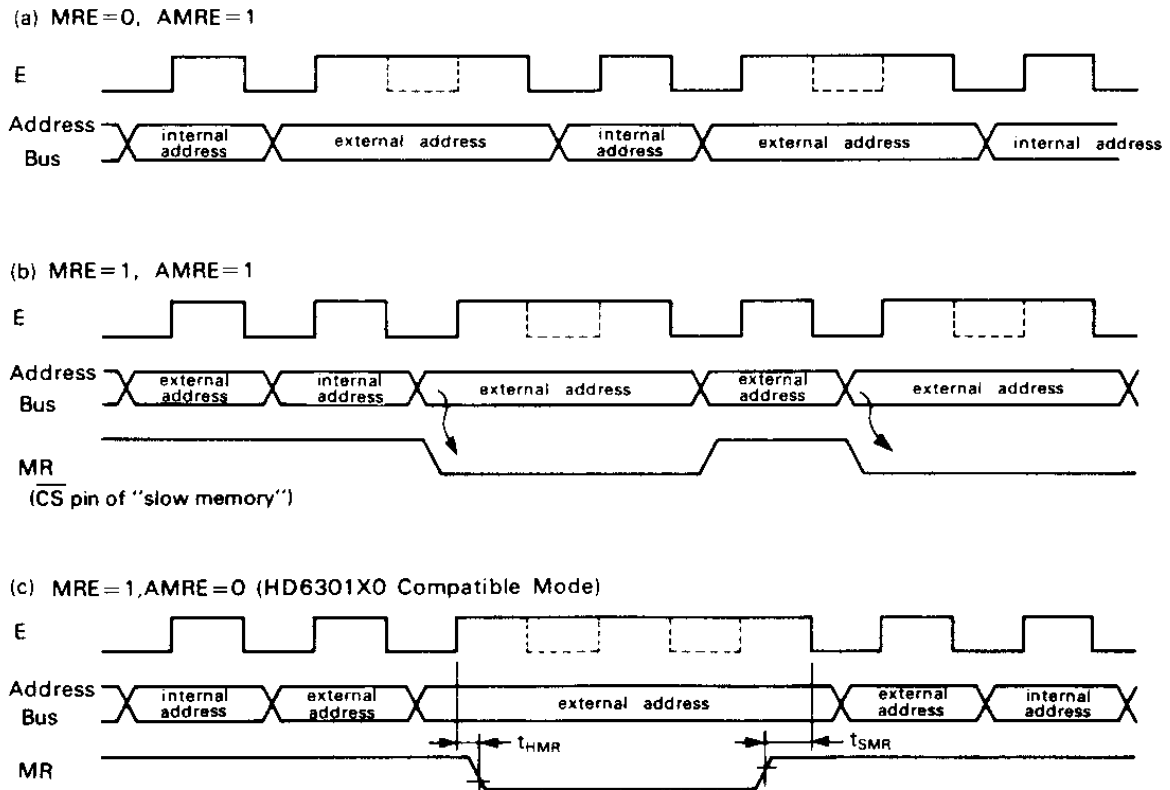 (a) MRE=0, AMRE=1
E
Address Bus
internal address
external address
internal address
external address
internal address
(b) MRE=1, AMRE=1
E
Address Bus
external address
internal address
external address
external address
external address
MR
(C̅S̅ pin of "slow memory")
(c) MRE=1,AMRE=0 (HD6301X0 Compatible Mode)
E
Address Bus
internal address
external address
external address
external address
internal address
tHMR
tSMR
MR